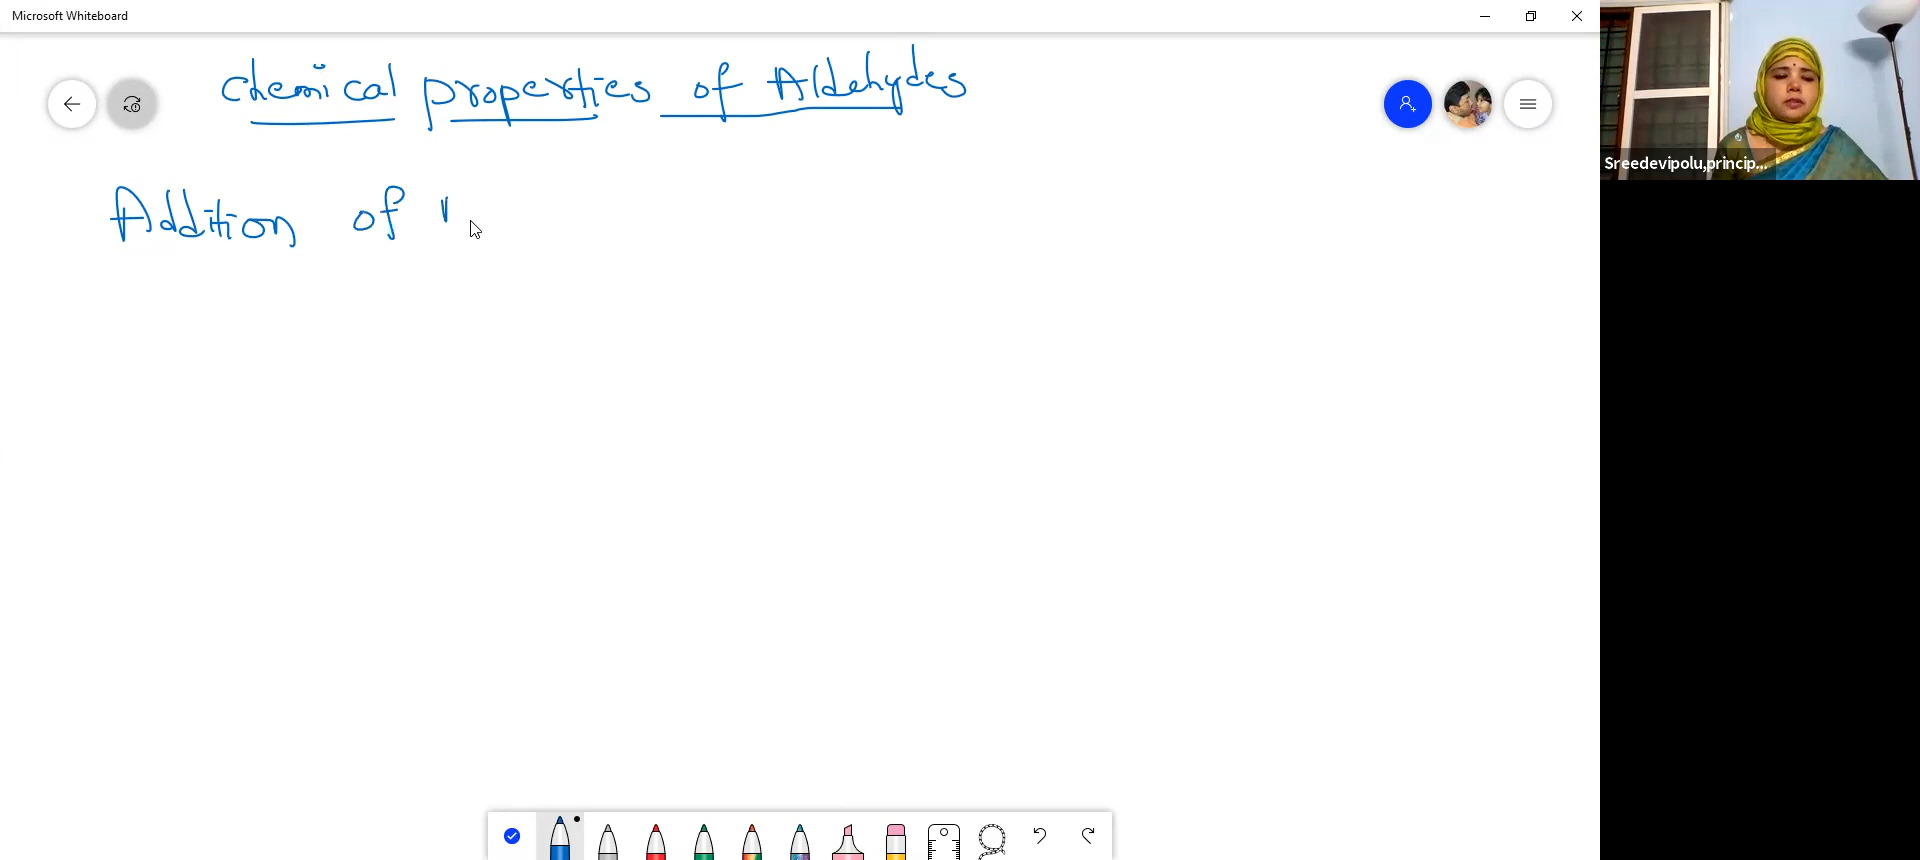 Microsoft Whiteboard
chemical properties of Aldehydes
Sreedevipolu,princip...
Addition of